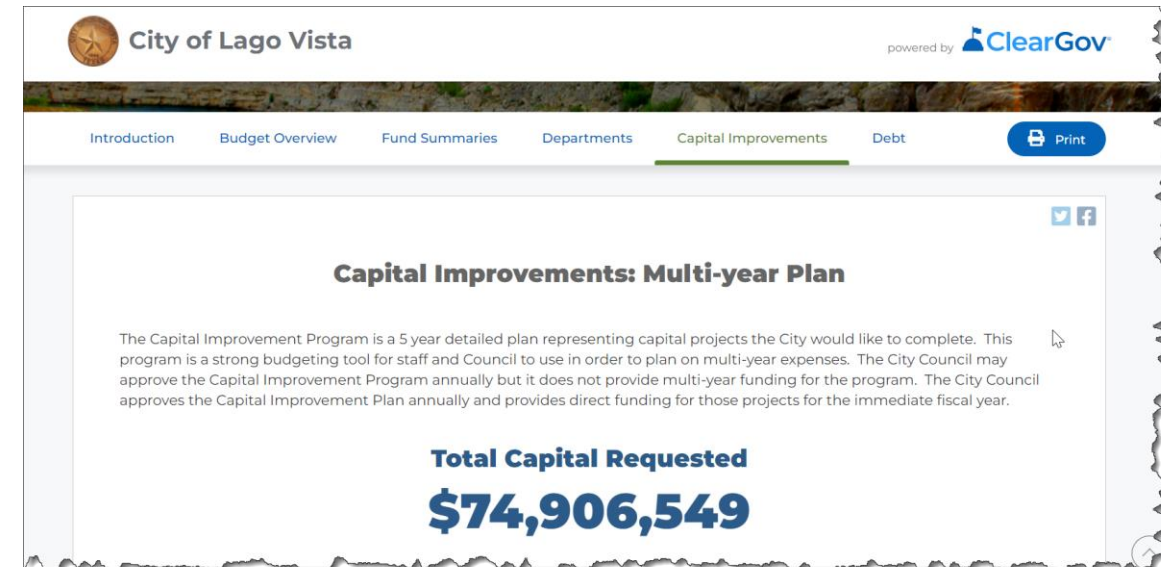 City of Lago Vista
powered by ClearGov
Introduction Budget Overview Fund Summaries Departments Capital Improvements Debt Print
Capital Improvements: Multi-year Plan
The Capital Improvement Program is a 5 year detailed plan representing capital projects the City would like to complete. This
program is a strong budgeting tool for staff and Council to use in order to plan on multi-year expenses. The City Council may
approve the Capital Improvement Program annually but it does not provide multi-year funding for the program. The City Council
approves the Capital Improvement Plan annually and provides direct funding for those projects for the immediate fiscal year.
Total Capital Requested
$74,906,549